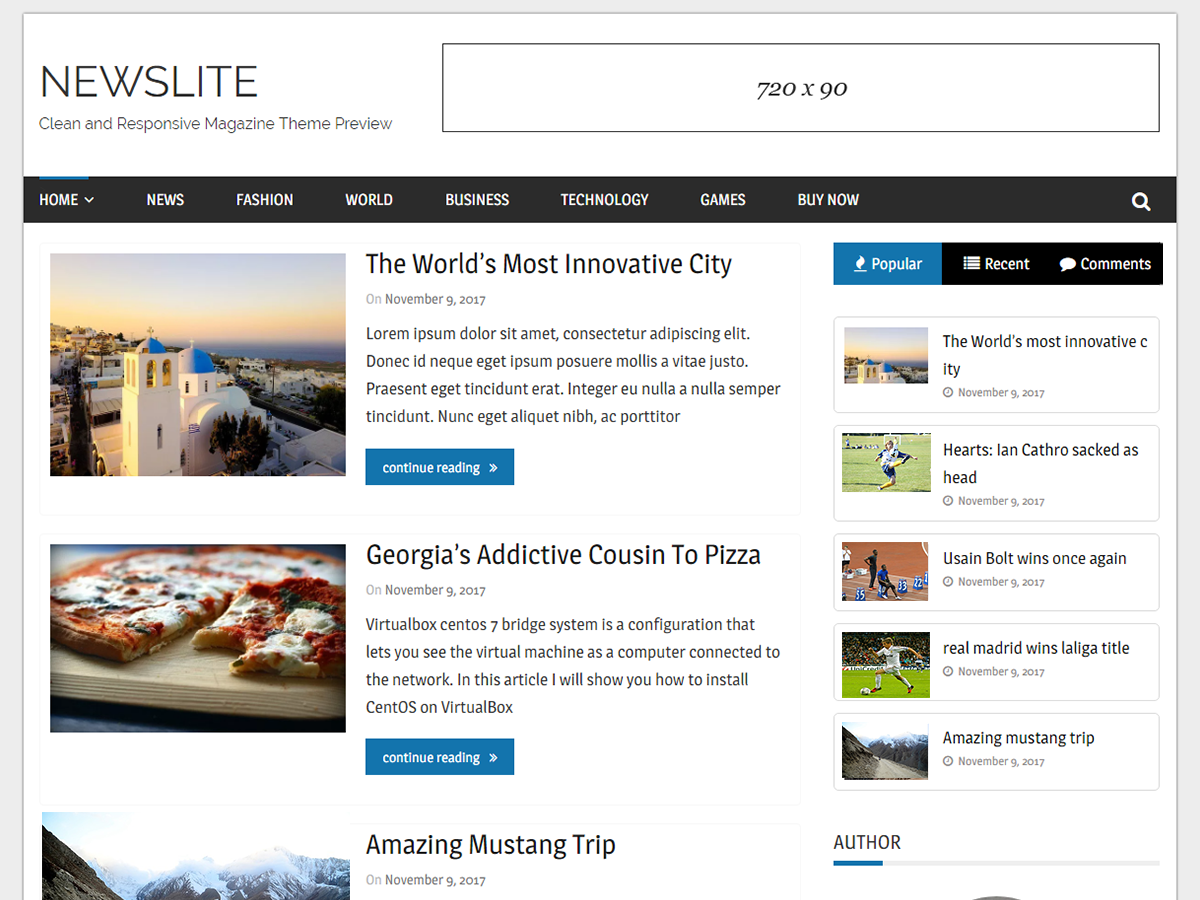 NEWSLITE
Clean and Responsive Magazine Theme Preview
720 x 90
HOME
NEWS
FASHION
WORLD
BUSINESS
TECHNOLOGY
GAMES
BUY NOW
The World’s Most Innovative City
On November 9, 2017
Lorem ipsum dolor sit amet, consectetur adipiscing elit.
Donec id neque eget ipsum posuere mollis a vitae justo.
Praesent eget tincidunt erat. Integer eu nulla a nulla semper
tincidunt. Nunc eget aliquet nibh, ac porttitor
continue reading »
Georgia’s Addictive Cousin To Pizza
On November 9, 2017
Virtualbox centos 7 bridge system is a configuration that
lets you see the virtual machine as a computer connected to
the network. In this article I will show you how to install
CentOS on VirtualBox
continue reading »
Amazing Mustang Trip
On November 9, 2017
Popular
Recent
Comments
The World’s most innovative c
ity
November 9, 2017
Hearts: Ian Cathro sacked as
head
November 9, 2017
35
33
22
Usain Bolt wins once again
November 9, 2017
UniCredit
real madrid wins laliga title
November 9, 2017
Amazing mustang trip
November 9, 2017
AUTHOR